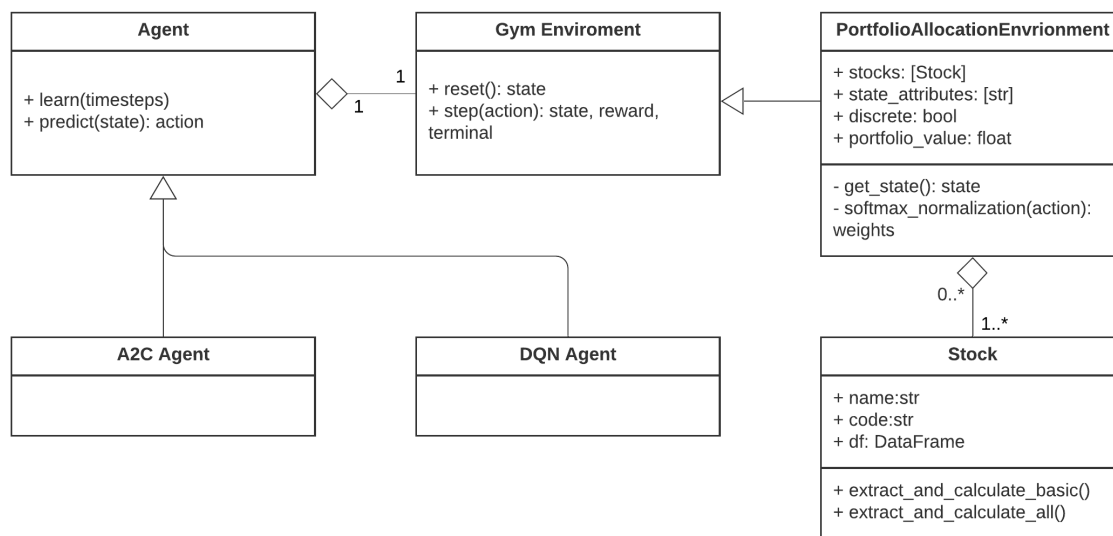 Agent
+ learn(timesteps)
+ predict(state): action
1
1
Gym Enviroment
+ reset(): state
+ step(action): state, reward,
terminal
PortfolioAllocationEnvrionment
+ stocks: [Stock]
+ state_attributes: [str]
+ discrete: bool
+ portfolio_value: float
- get_state(): state
- softmax_normalization(action):
weights
0..*
1..*
A2C Agent
DQN Agent
Stock
+ name:str
+ code:str
+ df: DataFrame
+ extract_and_calculate_basic()
+ extract_and_calculate_all()